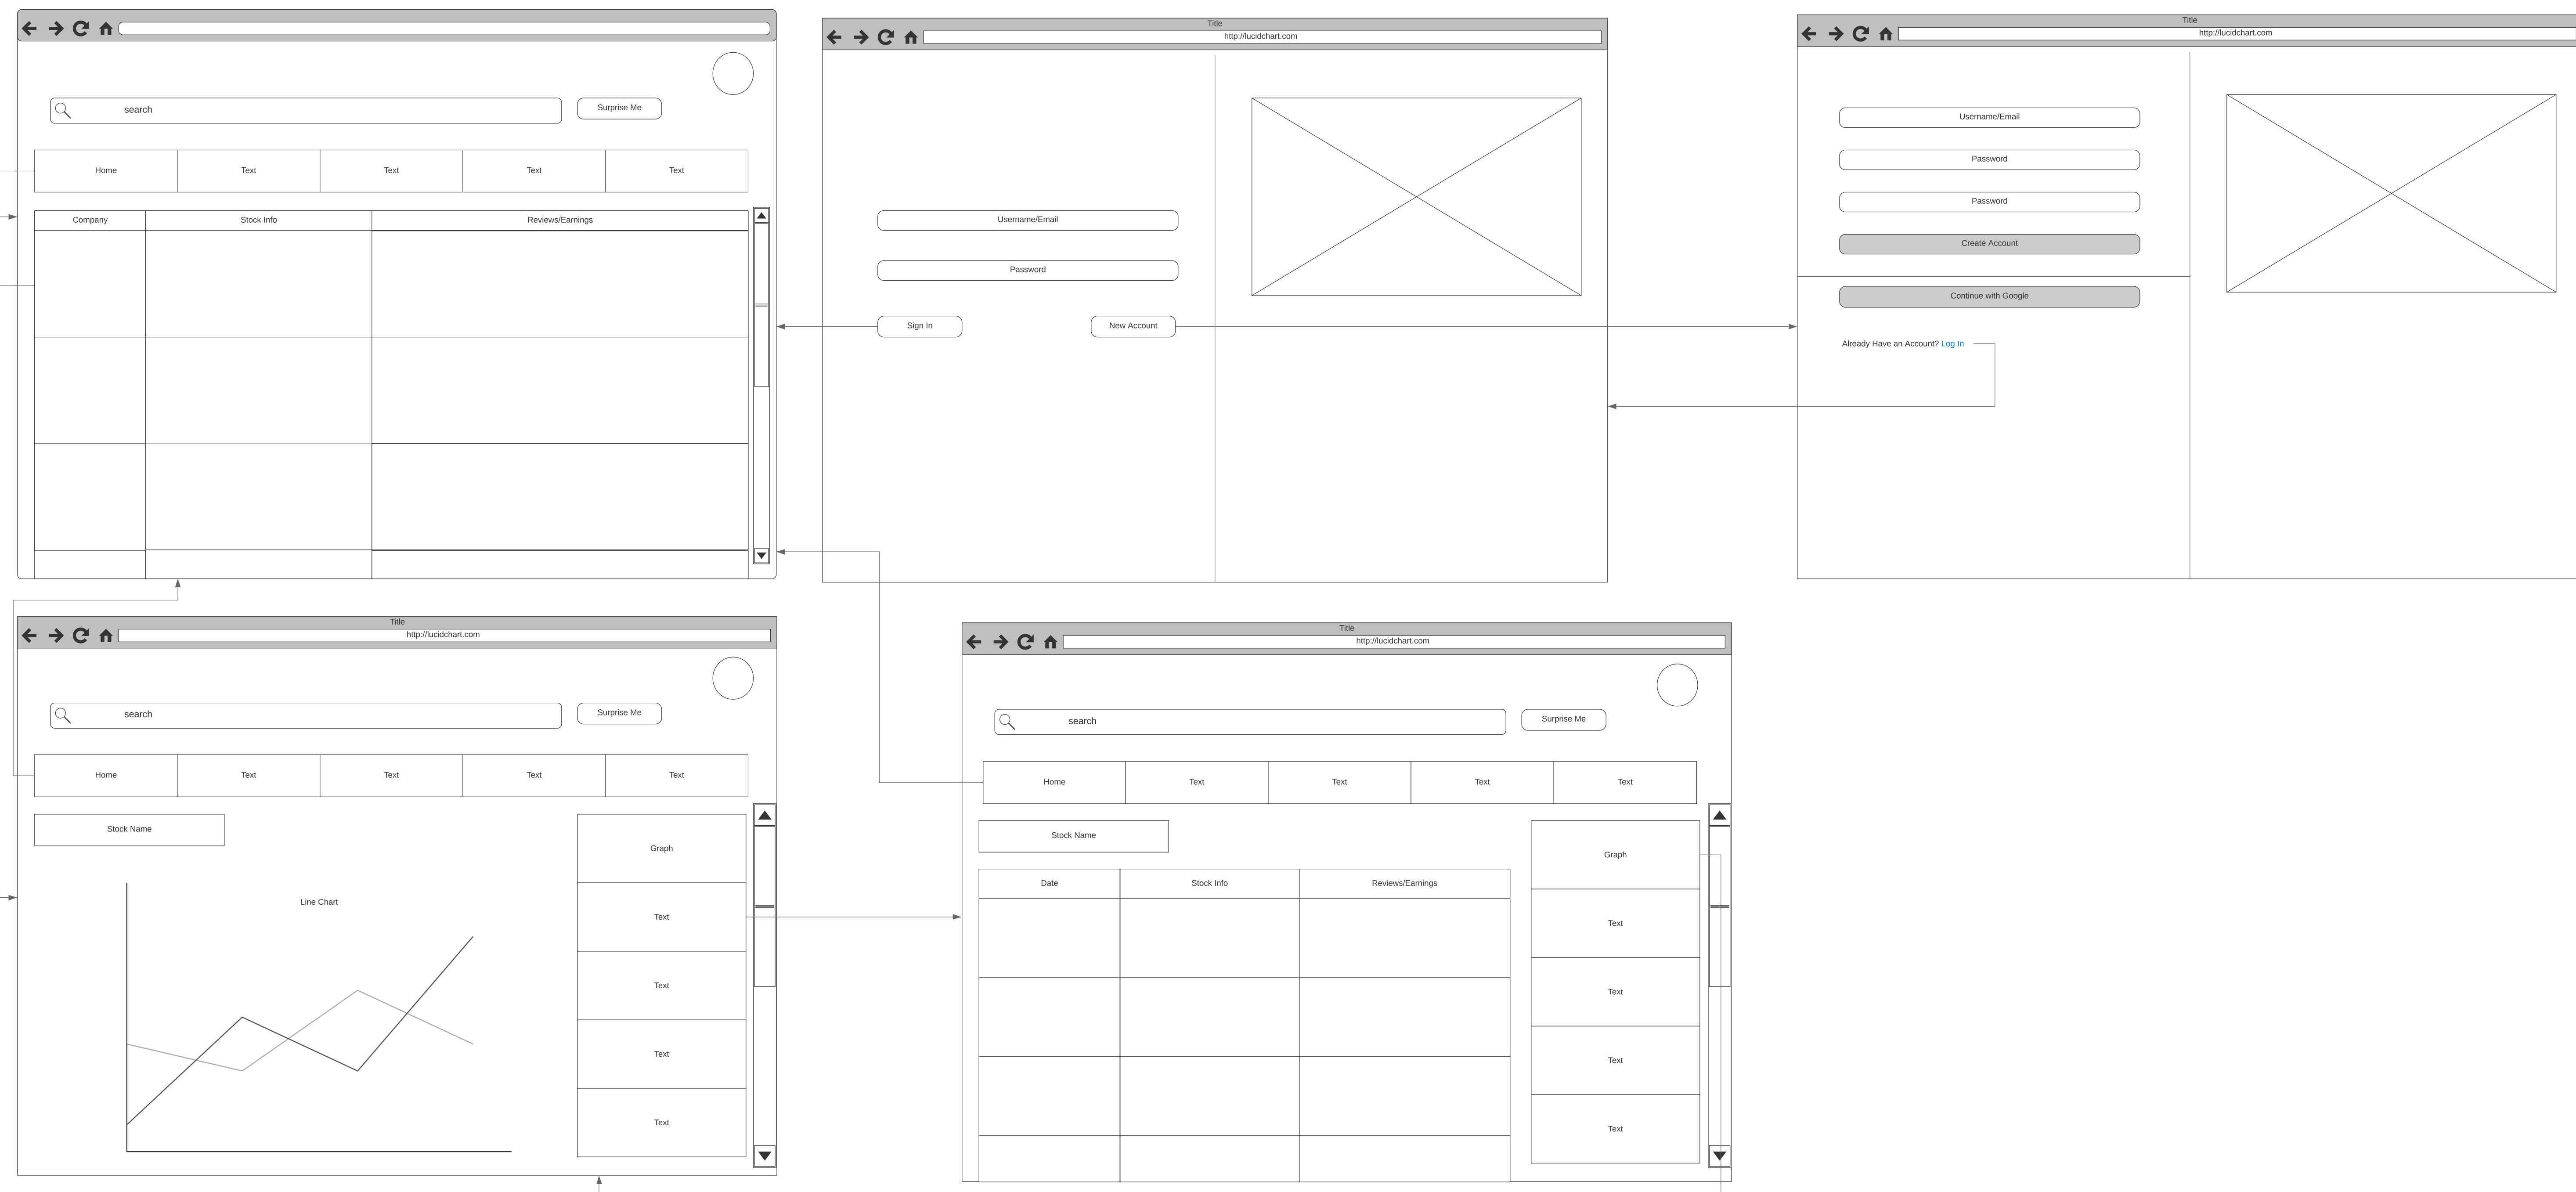 search
Surprise Me
Home Text Text Text Text
Company Stock Info Reviews/Earnings
Title
http://lucidchart.com
Username/Email
Password
Sign In New Account
Title
http://lucidchart.com
Username/Email
Password
Password
Create Account
Continue with Google
Already Have an Account? Log In
Title
http://lucidchart.com
search
Surprise Me
Home Text Text Text Text
Stock Name
Line Chart
Graph
Text
Text
Text
Text
Title
http://lucidchart.com
search
Surprise Me
Home Text Text Text Text
Stock Name
Date Stock Info Reviews/Earnings
Graph
Text
Text
Text
Text